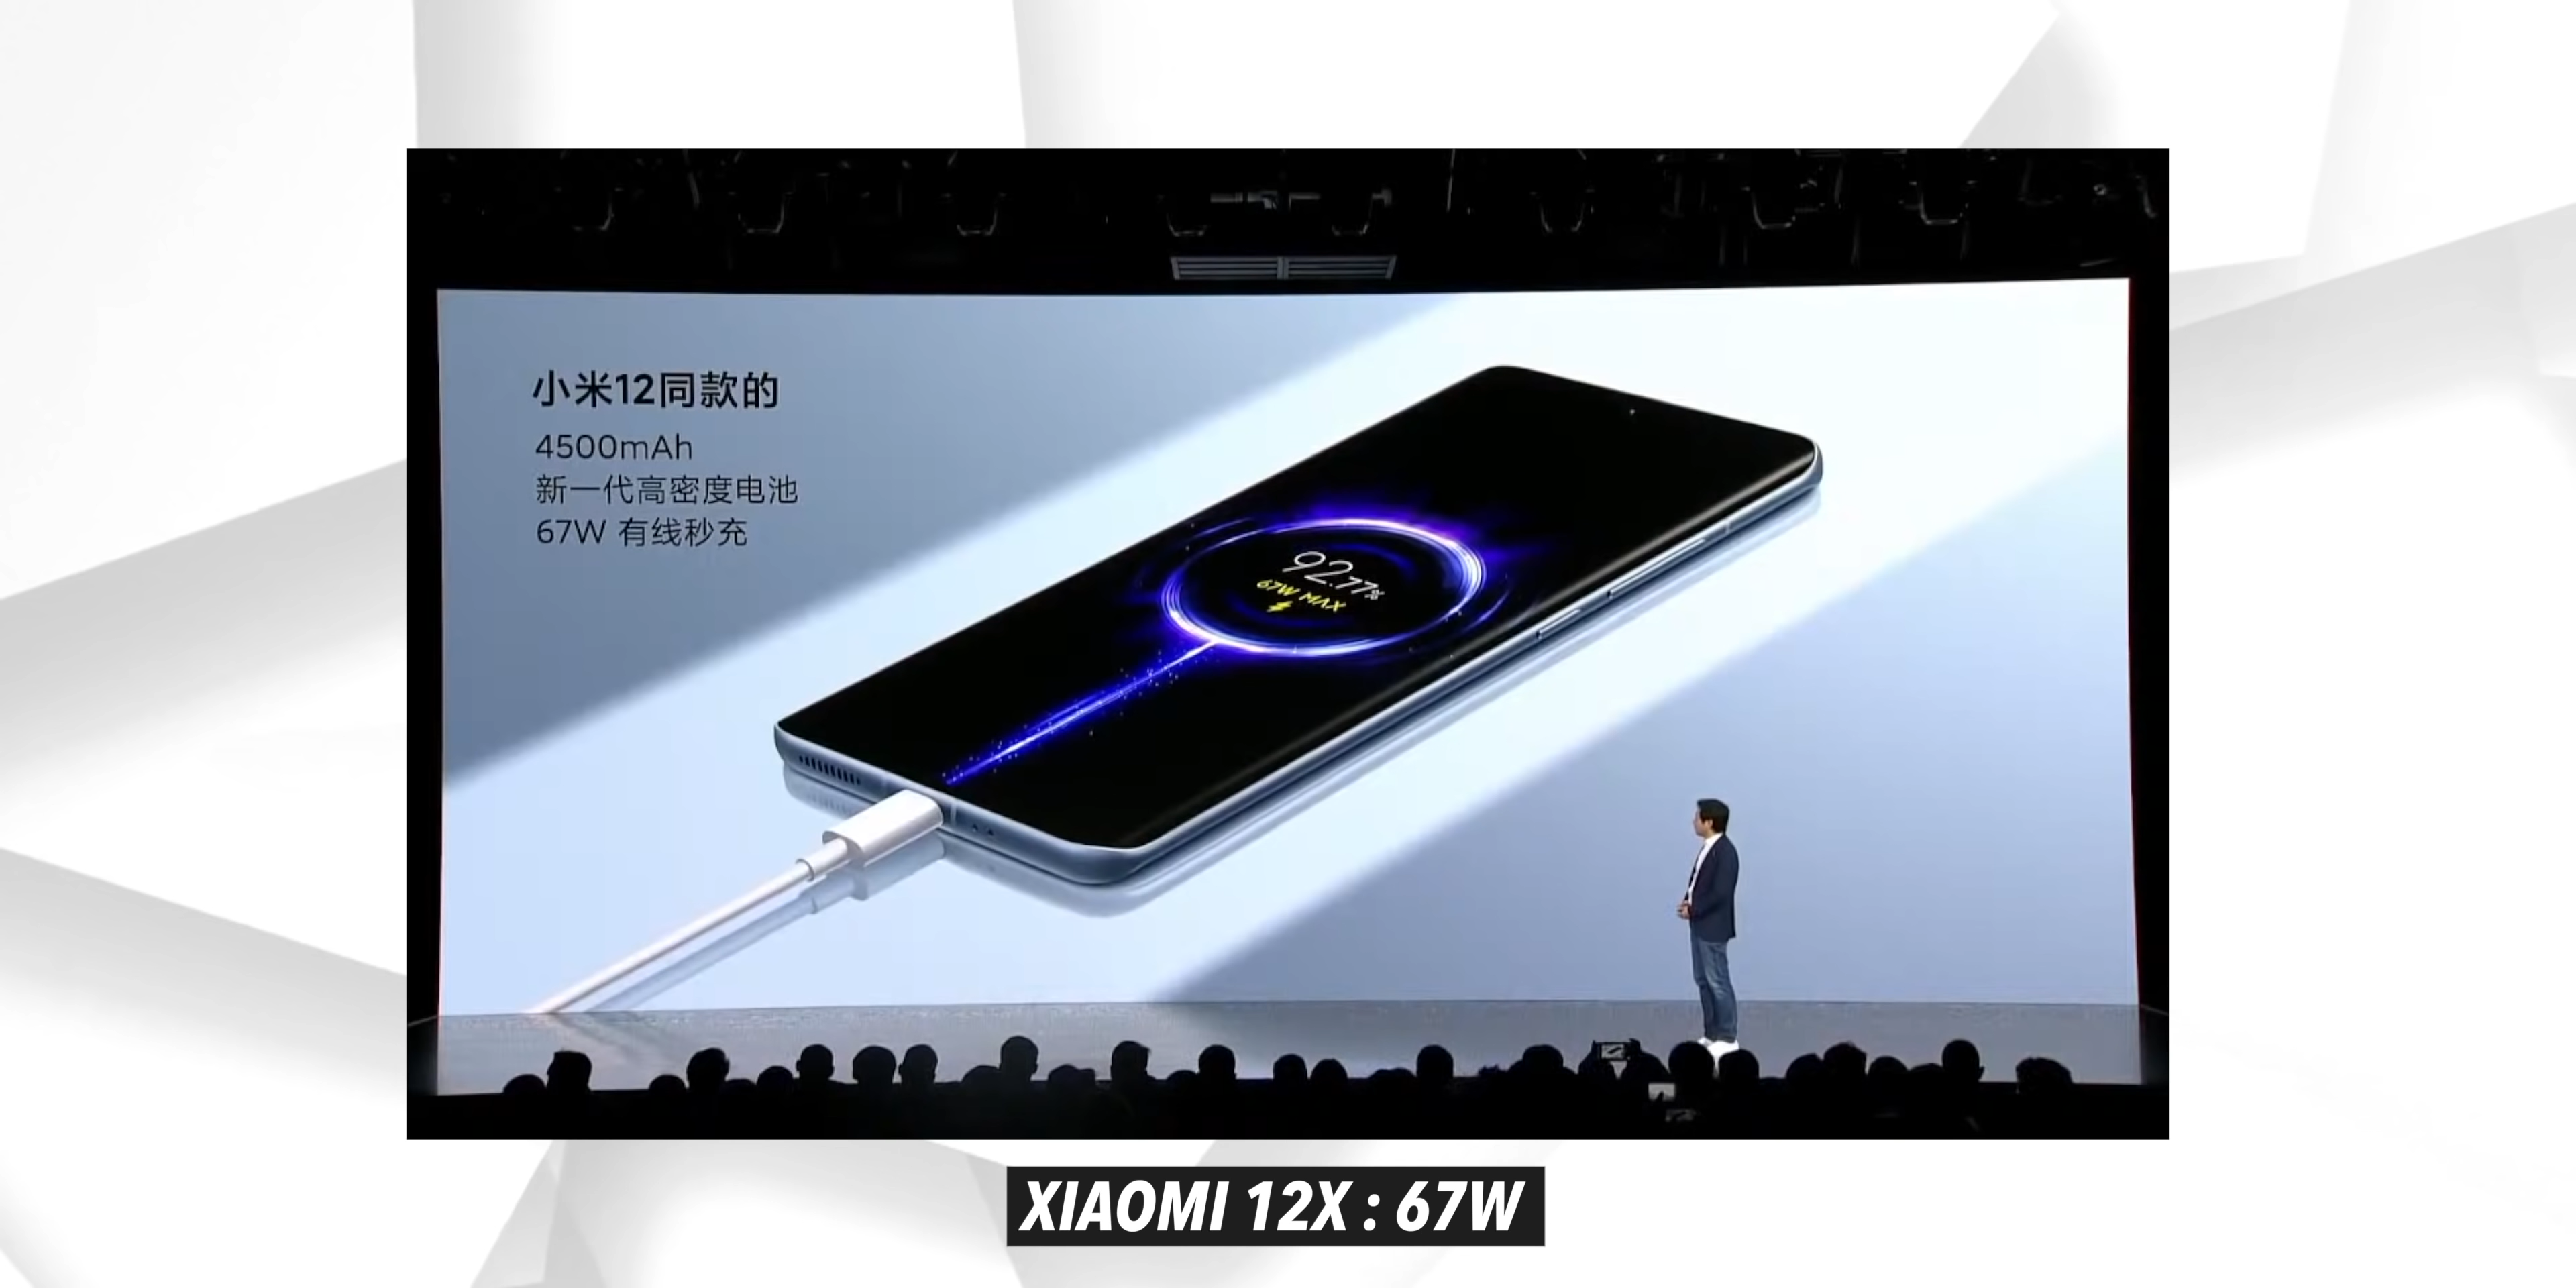 小米12同款的
4500mAh
新一代高密度电池
67W 有线秒充
92.77%
67W MAX
XIAOMI 12X : 67W